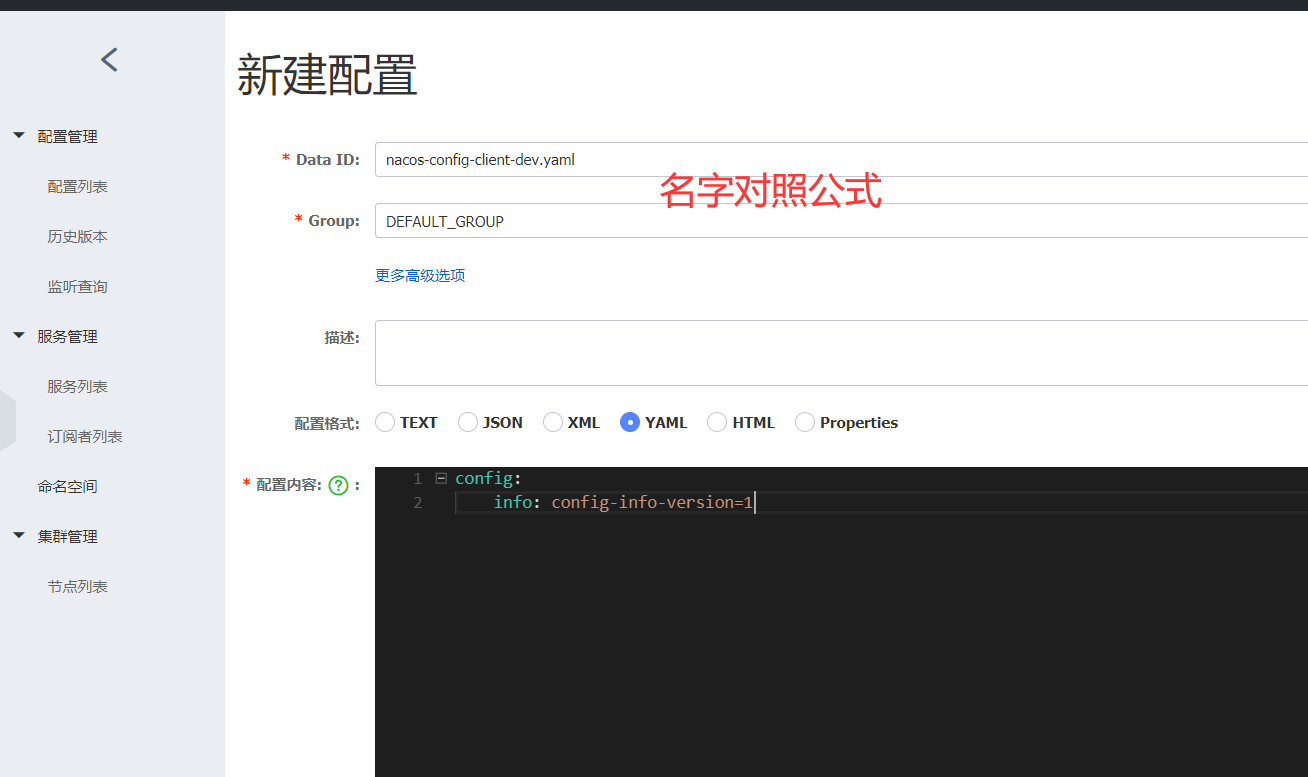 新建配置
配置管理
配置列表
历史版本
监听查询
服务管理
服务列表
订阅者列表
命名空间
集群管理
节点列表
* Data ID: nacos-config-client-dev.yaml
名字对照公式
* Group: DEFAULT_GROUP
更多高级选项
描述:
配置格式: TEXT JSON XML YAML HTML Properties
* 配置内容: ? :
1 config:
2 info: config-info-version=1